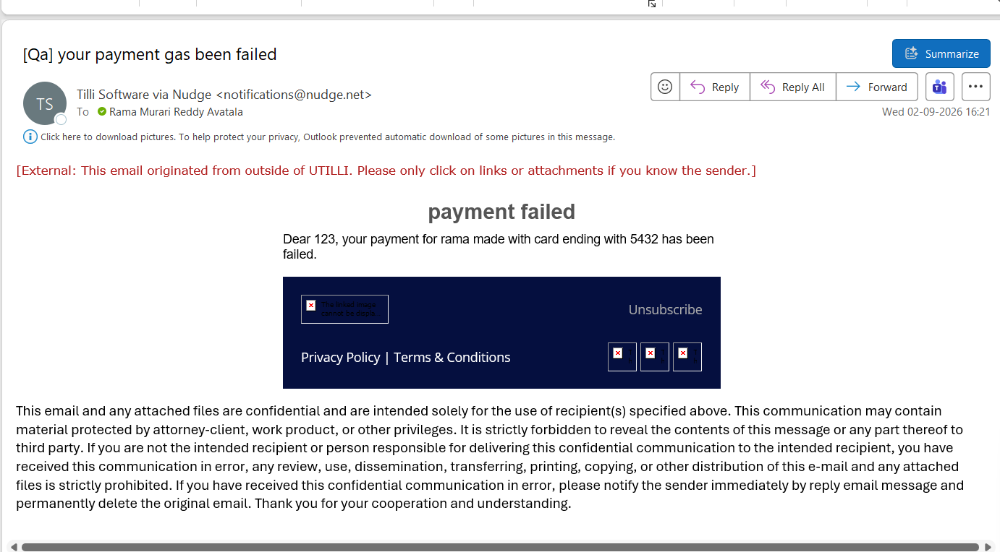 [Qa] your payment gas been failed
Summarize
TS
Tilli Software via Nudge <notifications@nudge.net>
To Rama Murari Reddy Avatala
Reply
Reply All
Forward
Wed 02-09-2026 16:21
Click here to download pictures. To help protect your privacy, Outlook prevented automatic download of some pictures in this message.
[External: This email originated from outside of UTILLI. Please only click on links or attachments if you know the sender.]
payment failed
Dear 123, your payment for rama made with card ending with 5432 has been
failed.
The linked image
cannot be displa
Unsubscribe
Privacy Policy | Terms & Conditions
This email and any attached files are confidential and are intended solely for the use of recipient(s) specified above. This communication may contain
material protected by attorney-client, work product, or other privileges. It is strictly forbidden to reveal the contents of this message or any part thereof to
third party. If you are not the intended recipient or person responsible for delivering this confidential communication to the intended recipient, you have
received this communication in error, any review, use, dissemination, transferring, printing, copying, or other distribution of this e-mail and any attached
files is strictly prohibited. If you have received this confidential communication in error, please notify the sender immediately by reply email message and
permanently delete the original email. Thank you for your cooperation and understanding.